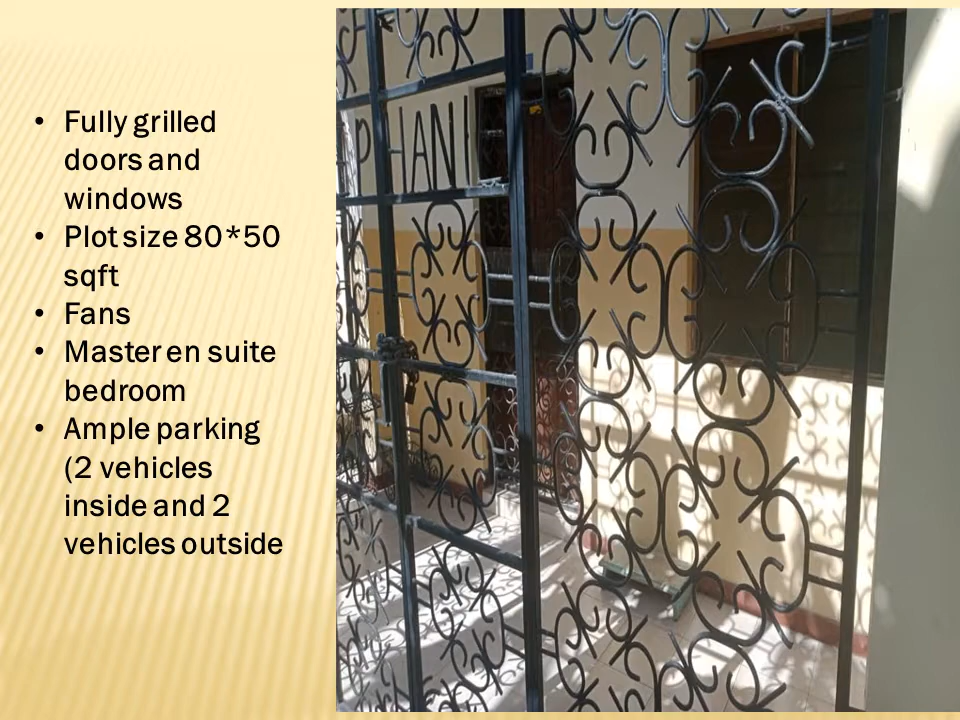 • Fully grilled
doors and
windows
• Plot size 80*50
sqft
• Fans
• Master en suite
bedroom
• Ample parking
(2 vehicles
inside and 2
vehicles outside